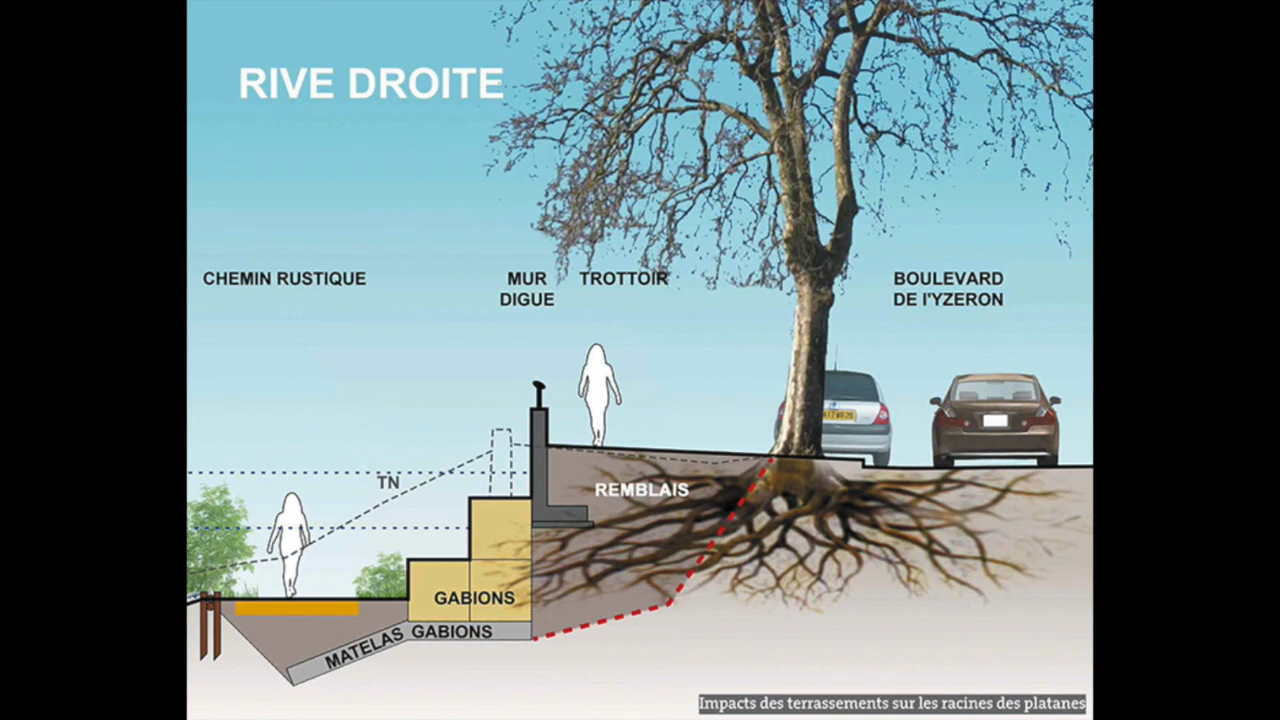 RIVE DROITE
CHEMIN RUSTIQUE
MUR
DIGUE
TROTTOIR
BOULEVARD
DE l'YZERON
TN
REMBLAIS
GABIONS
MATELAS GABIONS
Impacts des terrassements sur les racines des platanes